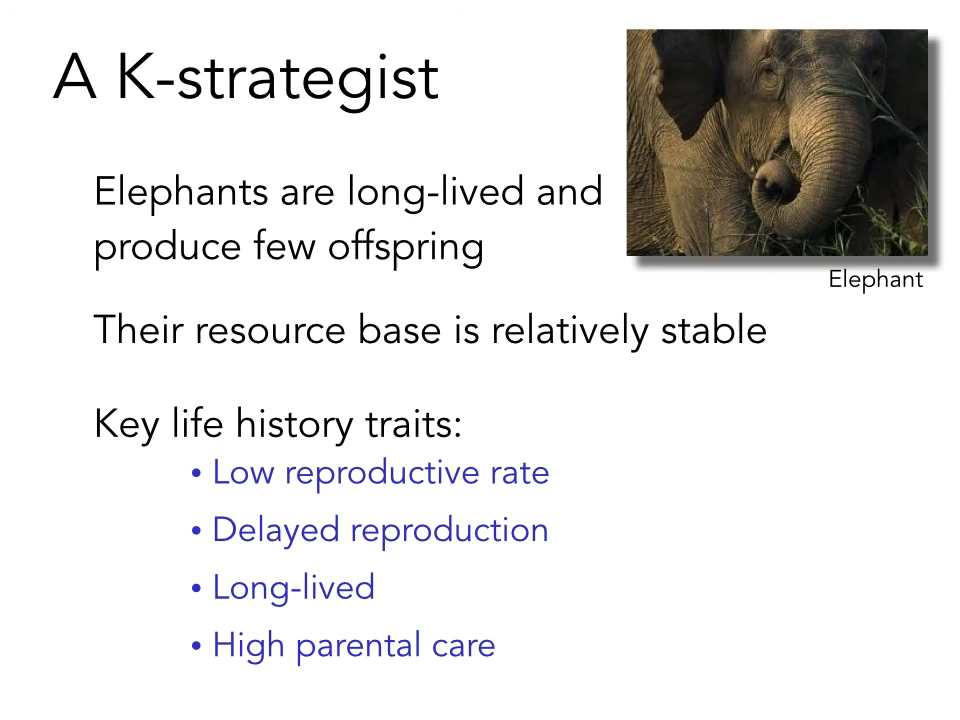 A K-strategist
Elephants are long-lived and
produce few offspring
Elephant
Their resource base is relatively stable
Key life history traits:
• Low reproductive rate
• Delayed reproduction
• Long-lived
• High parental care